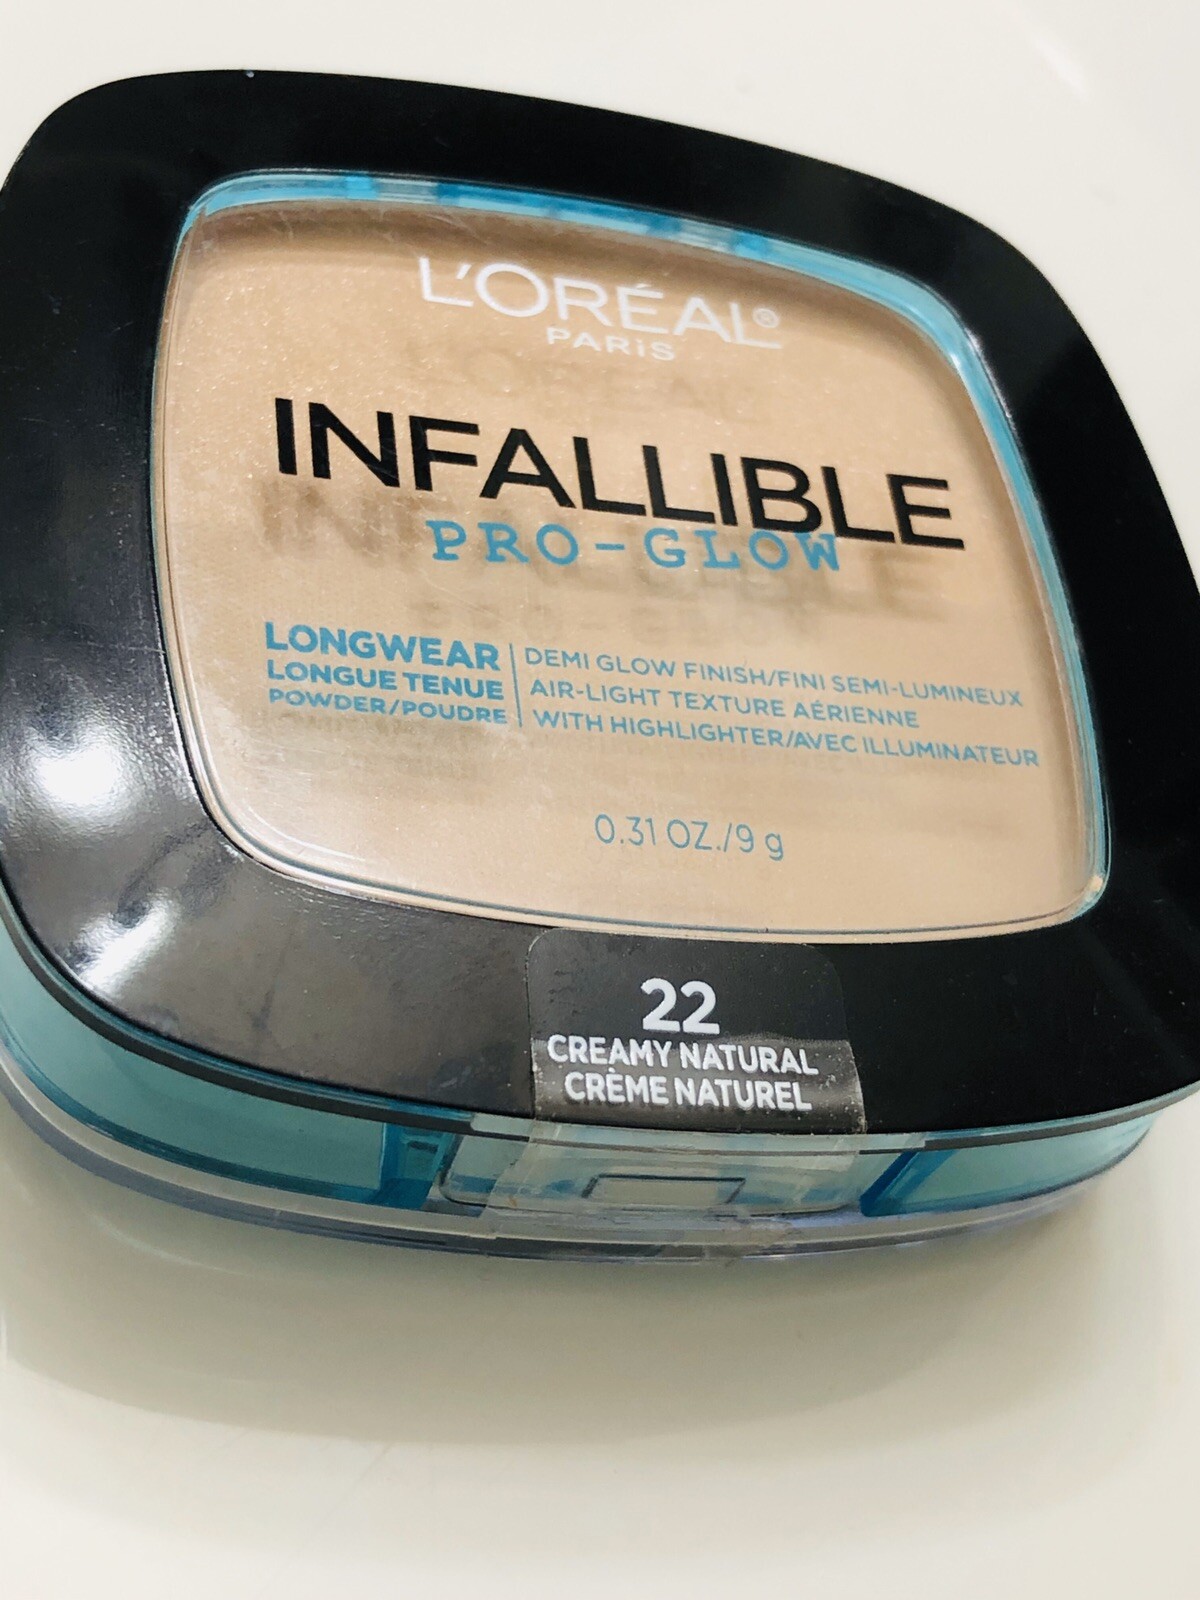 L'ORÉAL®
PARiS
INFALLIBLE
PRO-GLOW
LONGWEAR
LONGUE TENUE
POWDER/POUDRE
DEMI GLOW FINISH/FINI SEMI-LUMINEUX
AIR-LIGHT TEXTURE AÉRIENNE
WITH HIGHLIGHTER/AVEC ILLUMINATEUR
0.31 OZ./9 g
22
CREAMY NATURAL
CRÈME NATUREL